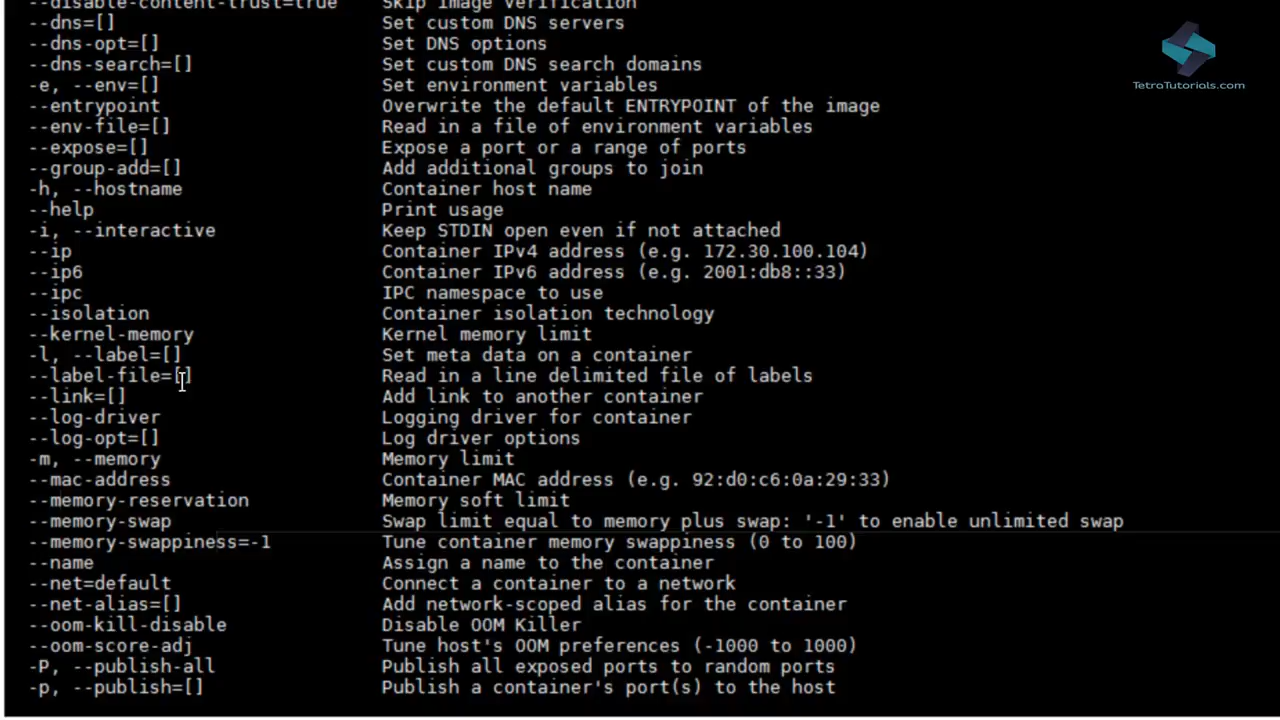 --disable-content-trust=true Skip image verification
--dns=[] Set custom DNS servers
--dns-opt=[] Set DNS options
--dns-search=[] Set custom DNS search domains
-e, --env=[] Set environment variables
--entrypoint Overwrite the default ENTRYPOINT of the image
--env-file=[] Read in a file of environment variables
--expose=[] Expose a port or a range of ports
--group-add=[] Add additional groups to join
-h, --hostname Container host name
--help Print usage
-i, --interactive Keep STDIN open even if not attached
--ip Container IPv4 address (e.g. 172.30.100.104)
--ip6 Container IPv6 address (e.g. 2001:db8::33)
--ipc IPC namespace to use
--isolation Container isolation technology
--kernel-memory Kernel memory limit
-l, --label=[] Set meta data on a container
--label-file=[] Read in a line delimited file of labels
--link=[] Add link to another container
--log-driver Logging driver for container
--log-opt=[] Log driver options
-m, --memory Memory limit
--mac-address Container MAC address (e.g. 92:d0:c6:0a:29:33)
--memory-reservation Memory soft limit
--memory-swap Swap limit equal to memory plus swap: '-1' to enable unlimited swap
--memory-swappiness=-1 Tune container memory swappiness (0 to 100)
--name Assign a name to the container
--net=default Connect a container to a network
--net-alias=[] Add network-scoped alias for the container
--oom-kill-disable Disable OOM Killer
--oom-score-adj Tune host's OOM preferences (-1000 to 1000)
-P, --publish-all Publish all exposed ports to random ports
-p, --publish=[] Publish a container's port(s) to the host
TetraTutorials.com